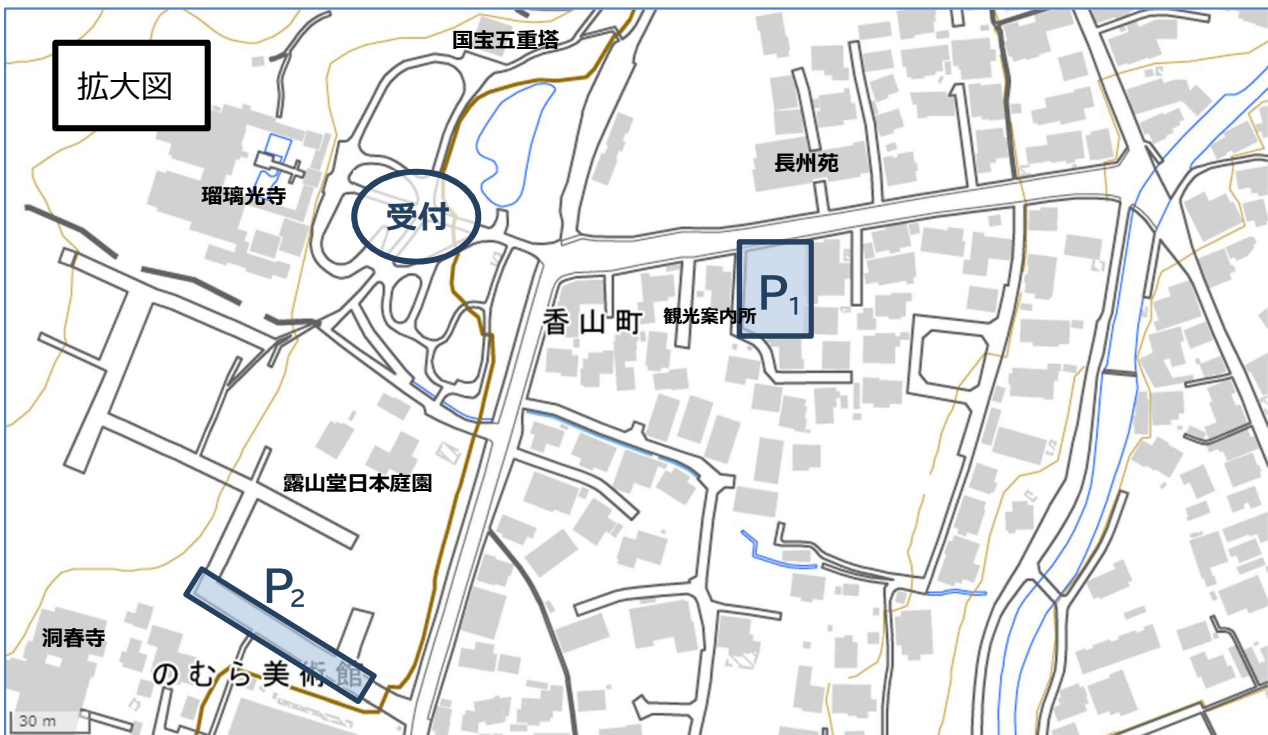 国宝五重塔
拡大図
長州苑
瑠璃光寺
受付
P1
香山町
観光案内所
露山堂日本庭園
P2
洞春寺
のむら美術館
30 m